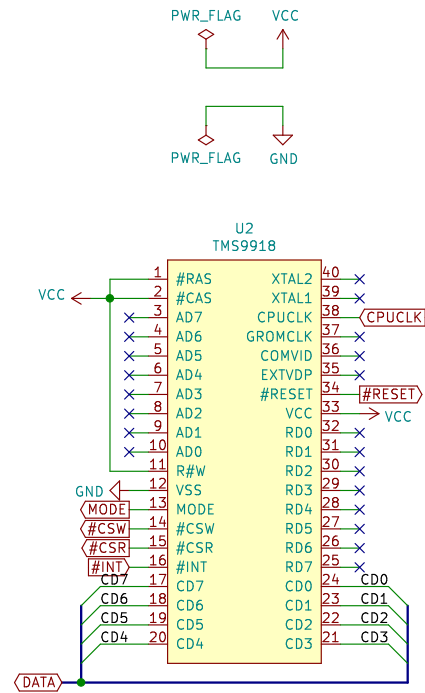 PWR_FLAG VCC
PWR_FLAG GND
U2
TMS9918
1 #RAS XTAL2 40
VCC 2 #CAS XTAL1 39
3 AD7 CPUCLK 38 CPUCLK
4 AD6 GROMCLK 37
5 AD5 COMVID 36
6 AD4 EXTVDP 35
7 AD3 #RESET 34 #RESET
8 AD2 VCC 33 VCC
9 AD1 RD0 32
10 AD0 RD1 31
11 R#W RD2 30
GND 12 VSS RD3 29
MODE 13 MODE RD4 28
#CSW 14 #CSW RD5 27
#CSR 15 #CSR RD6 26
#INT 16 #INT RD7 25
CD7 17 CD7 CD0 24 CD0
CD6 18 CD6 CD1 23 CD1
CD5 19 CD5 CD2 22 CD2
CD4 20 CD4 CD3 21 CD3
DATA